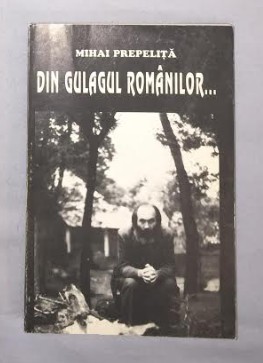 MIHAI PREPELIȚĂ
DIN GULAGUL ROMÂNILOR...